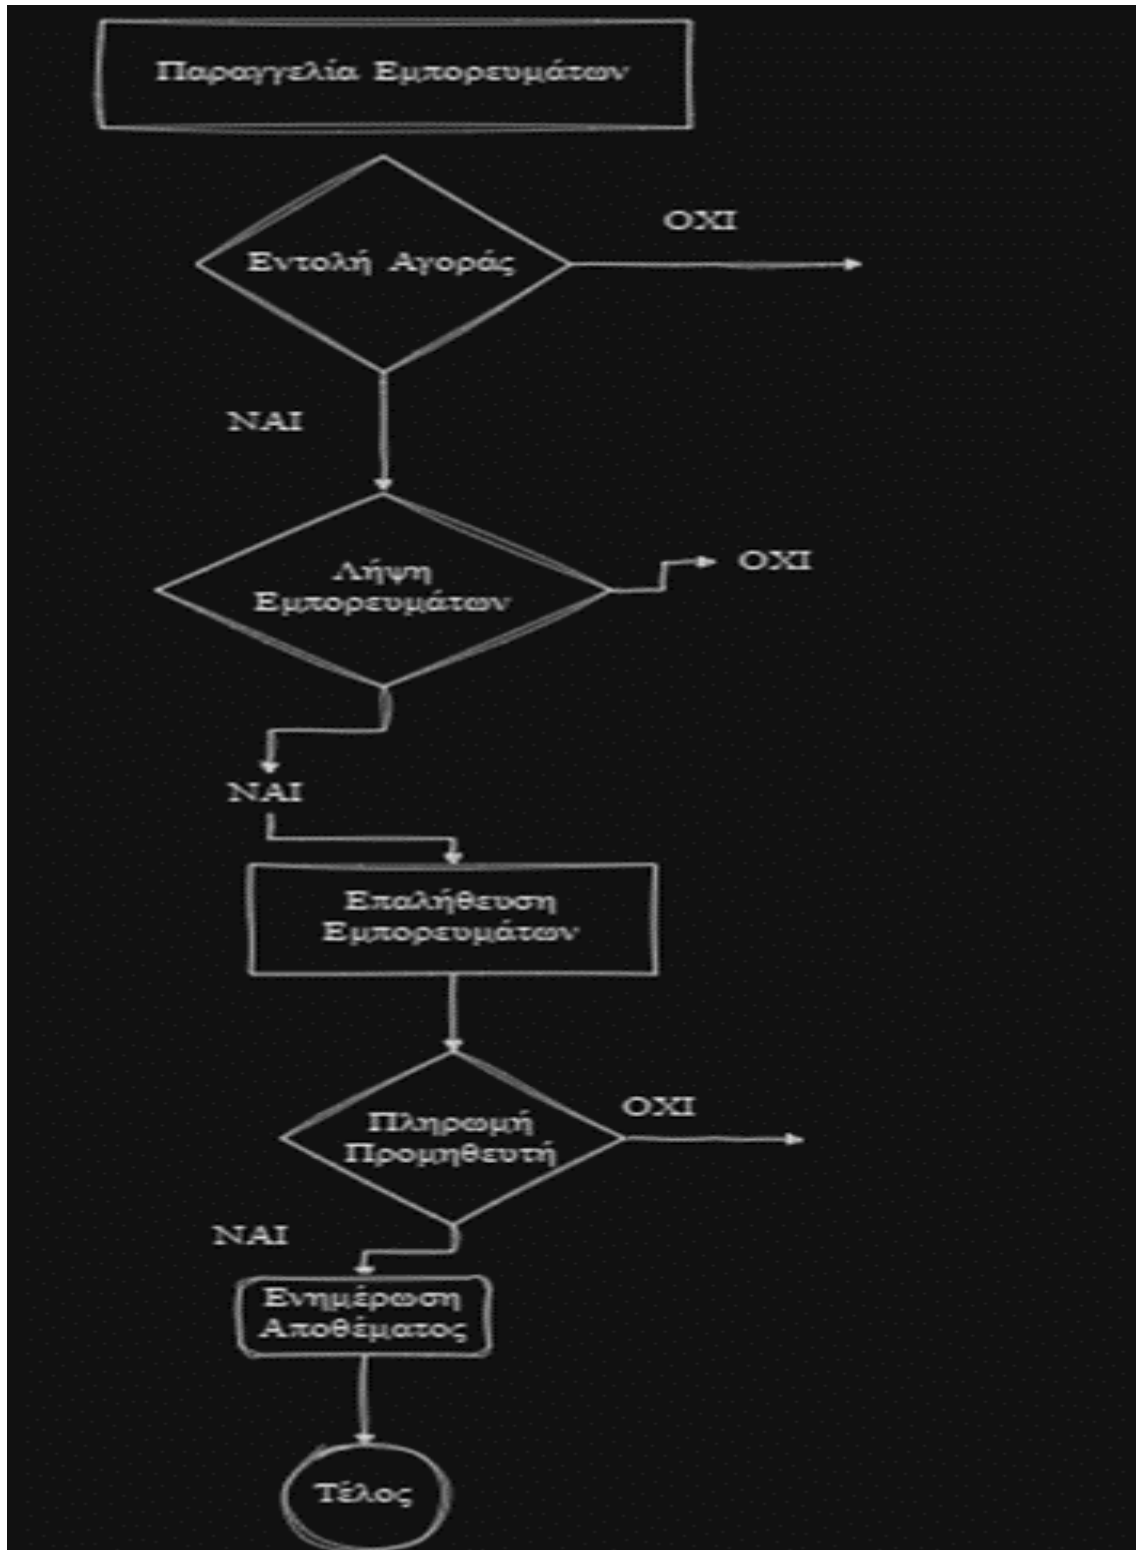 Παραγγελία Εμπορευμάτων
ΟΧΙ
Εντολή Αγοράς
ΝΑΙ
Λήψη
Εμπορευμάτων
ΟΧΙ
ΝΑΙ
Επαλήθευση
Εμπορευμάτων
ΟΧΙ
Πληρωμή
Προμηθευτή
ΝΑΙ
Ενημέρωση
Αποθέματος
Τέλος